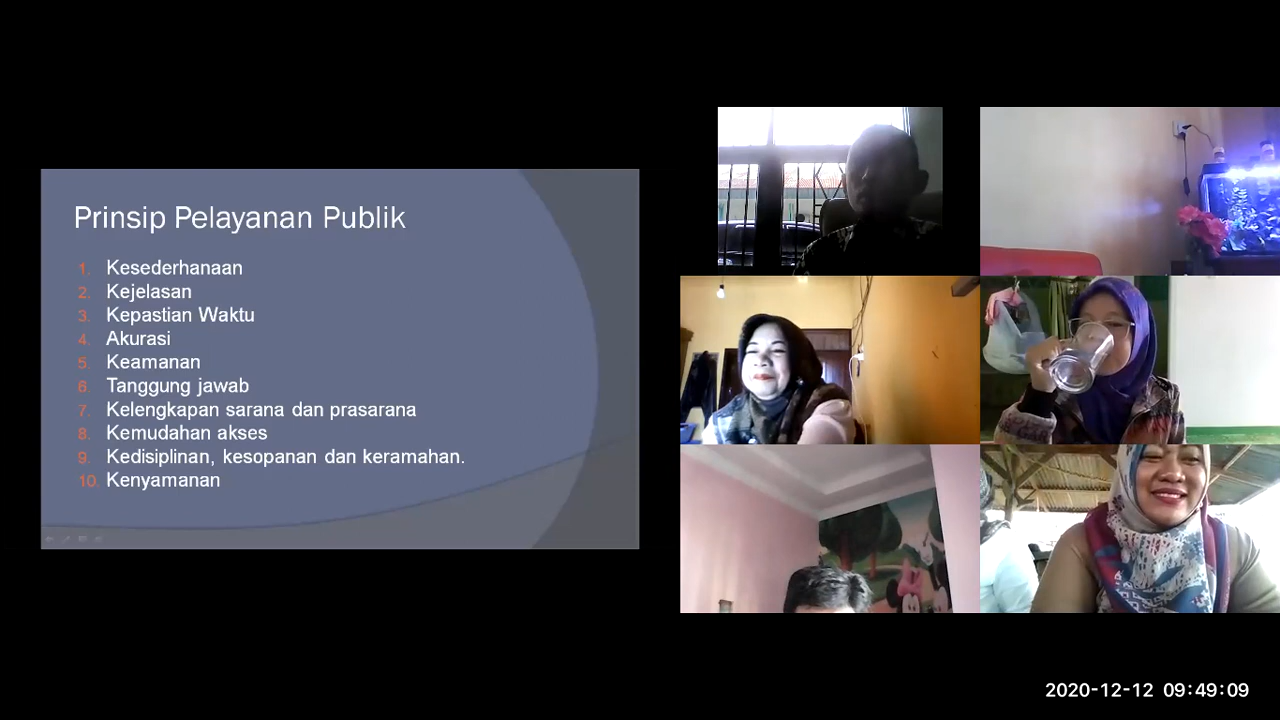 Prinsip Pelayanan Publik
1. Kesederhanaan
2. Kejelasan
3. Kepastian Waktu
4. Akurasi
5. Keamanan
6. Tanggung jawab
7. Kelengkapan sarana dan prasarana
8. Kemudahan akses
9. Kedisiplinan, kesopanan dan keramahan.
10. Kenyamanan
2020-12-12 09:49:09